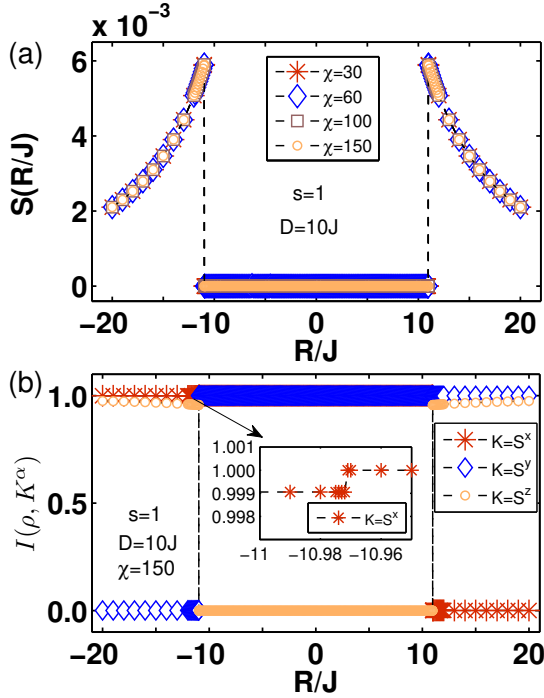 (a)
x 10⁻³
6
4
2
0
S(R/J)
χ=30
χ=60
χ=100
χ=150
s=1
D=10J
−20 −10 0 10 20
R/J
(b)
1.0
0.5
0.0
I(ρ, K^α)
1.001
1.000
0.999
0.998
K=S^x
−11 −10.98 −10.96
K=S^x
K=S^y
K=S^z
s=1
D=10J
χ=150
−20 −10 0 10 20
R/J